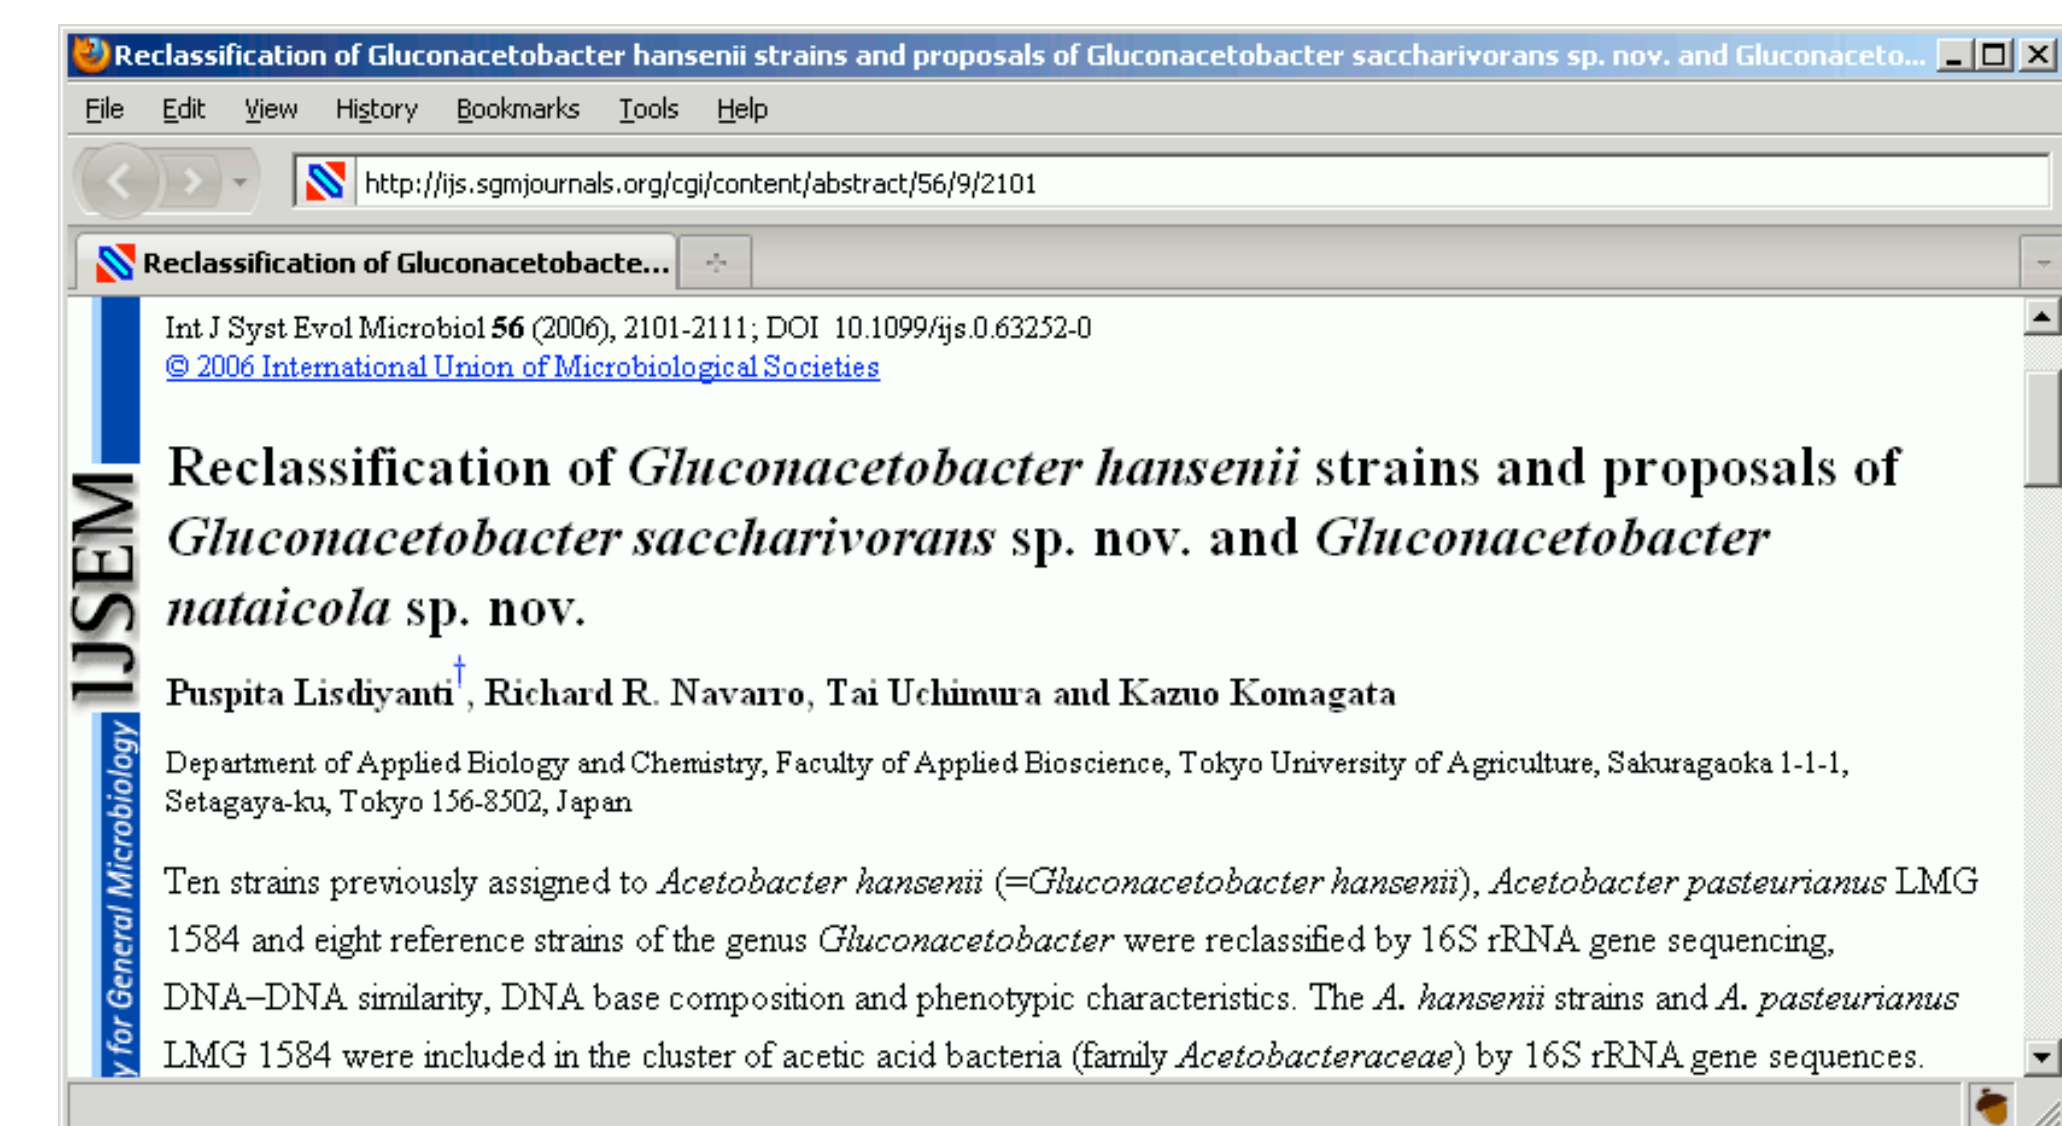 Reclassification of Gluconacetobacter hansenii strains and proposals of Gluconacetobacter saccharivorans sp. nov. and Gluconaceto...
File Edit View History Bookmarks Tools Help
http://ijs.sgmjournals.org/cgi/content/abstract/56/9/2101
Reclassification of Gluconacetobacte...
Int J Syst Evol Microbiol 56 (2006), 2101-2111; DOI 10.1099/ijs.0.63252-0
© 2006 International Union of Microbiological Societies
Reclassification of Gluconacetobacter hansenii strains and proposals of
Gluconacetobacter saccharivorans sp. nov. and Gluconacetobacter
nataicola sp. nov.
Puspita Lisdiyanti†, Richard R. Navarro, Tai Uchimura and Kazuo Komagata
Department of Applied Biology and Chemistry, Faculty of Applied Bioscience, Tokyo University of Agriculture, Sakuragaoka 1-1-1,
Setagaya-ku, Tokyo 156-8502, Japan
Ten strains previously assigned to Acetobacter hansenii (=Gluconacetobacter hansenii), Acetobacter pasteurianus LMG
1584 and eight reference strains of the genus Gluconacetobacter were reclassified by 16S rRNA gene sequencing,
DNA–DNA similarity, DNA base composition and phenotypic characteristics. The A. hansenii strains and A. pasteurianus
LMG 1584 were included in the cluster of acetic acid bacteria (family Acetobacteraceae) by 16S rRNA gene sequences.
IJSEM
y for General Microbiology